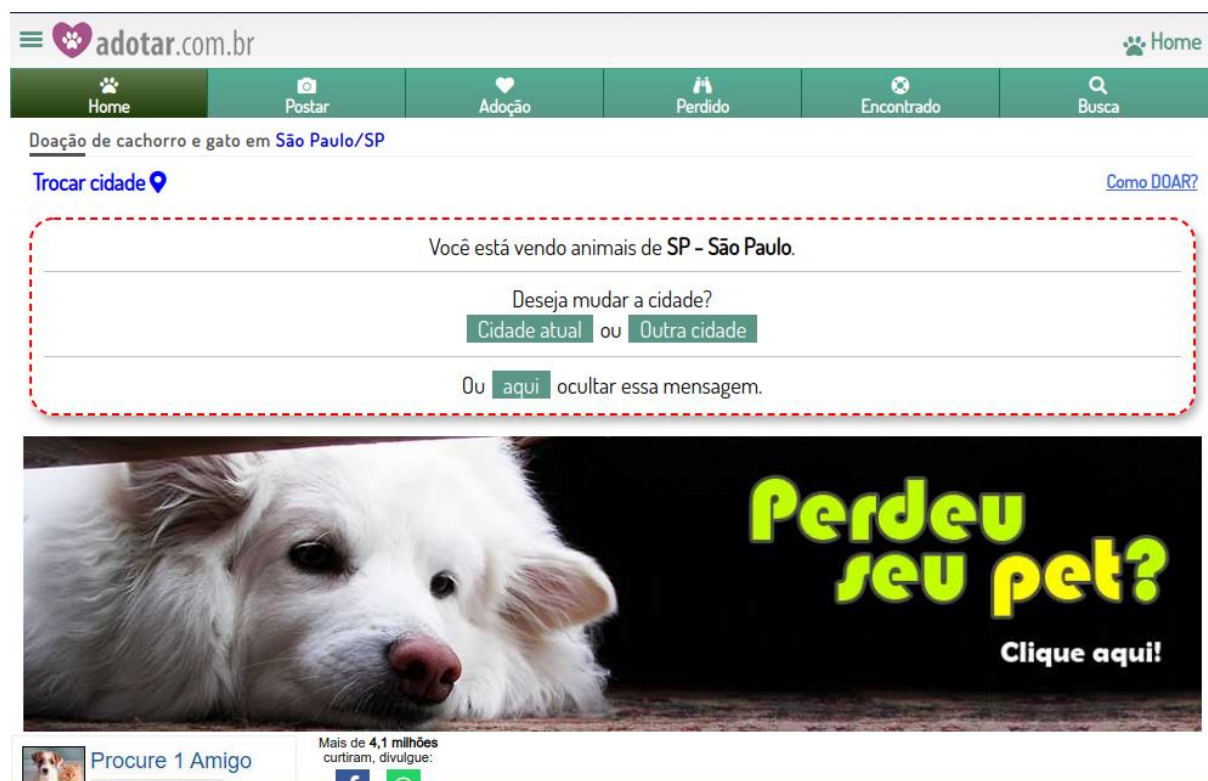 adotar.com.br
Home
Home
Postar
Adoção
Perdido
Encontrado
Busca
Doação de cachorro e gato em São Paulo/SP
Trocar cidade
Como DOAR?
Você está vendo animais de SP - São Paulo.
Deseja mudar a cidade?
Cidade atual ou Outra cidade
Ou aqui ocultar essa mensagem.
Perdeu
seu pet?
Clique aqui!
Procure 1 Amigo
Mais de 4,1 milhões
curtiram, divulgue: